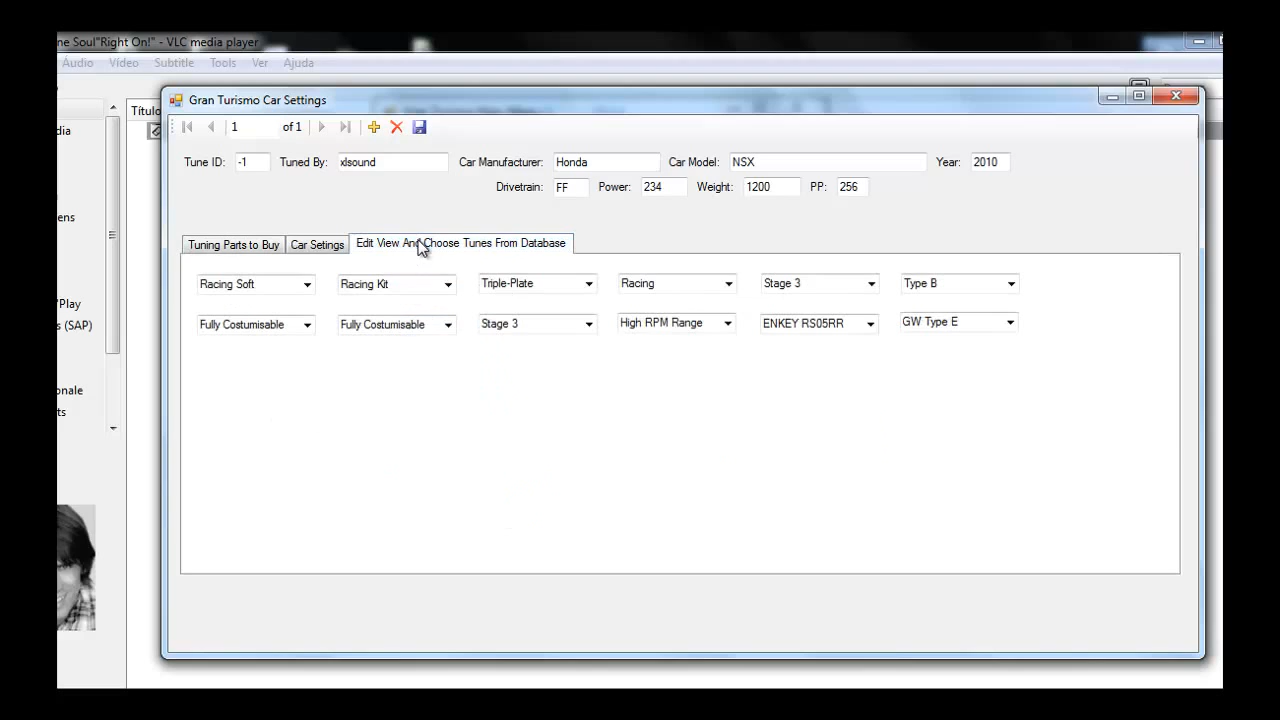 ne Soul"Right On!" - VLC media player
Áudio Vídeo Subtitle Tools Ver Ajuda
Título
Gran Turismo Car Settings
dia
1 of 1
Tune ID: -1 Tuned By: xlsound Car Manufacturer: Honda Car Model: NSX Year: 2010
Drivetrain: FF Power: 234 Weight: 1200 PP: 256
ens
Tuning Parts to Buy Car Setings Edit View And Choose Tunes From Database
Racing Soft Racing Kit Triple-Plate Racing Stage 3 Type B
'Play
s (SAP)
Fully Costumisable Fully Costumisable Stage 3 High RPM Range ENKEY RS05RR GW Type E
onale
ts